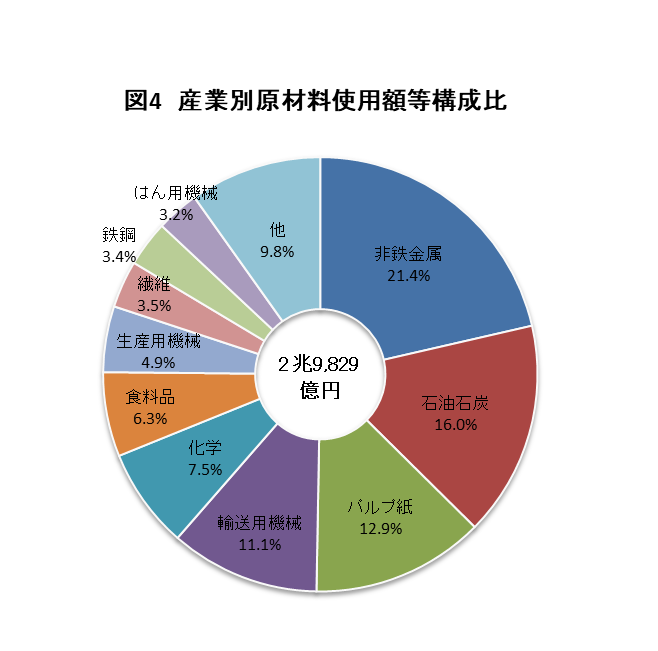 図4 産業別原材料使用額等構成比
非鉄金属
21.4%
石油石炭
16.0%
パルプ紙
12.9%
輸送用機械
11.1%
化学
7.5%
食料品
6.3%
生産用機械
4.9%
繊維
3.5%
鉄鋼
3.4%
はん用機械
3.2%
他
9.8%
2兆9,829
億円